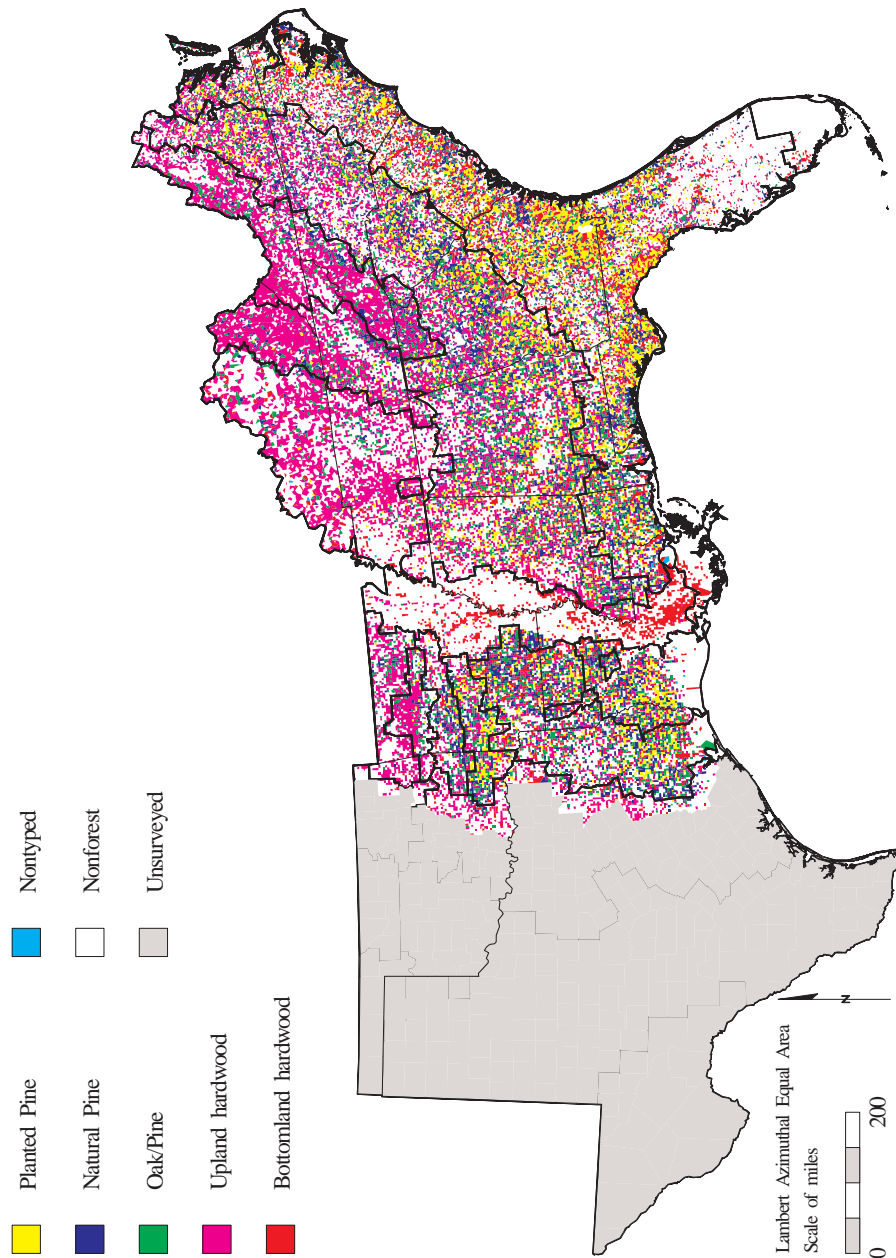 Planted Pine
Natural Pine
Oak/Pine
Upland hardwood
Bottomland hardwood
Nontyped
Nonforest
Unsurveyed
Lambert Azimuthal Equal Area
Scale of miles
0 200
N